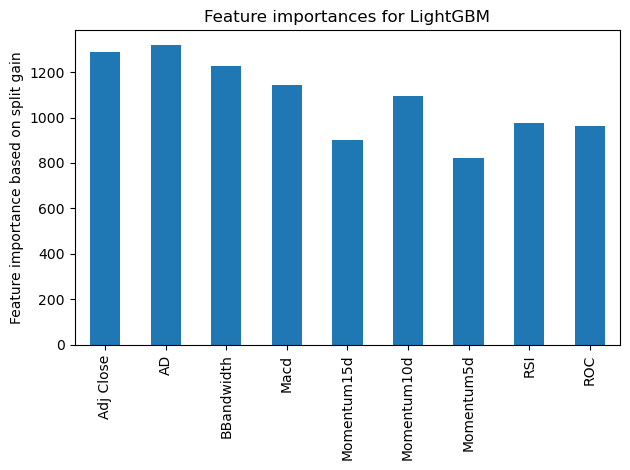 Feature importances for LightGBM
Feature importance based on split gain
1200
1000
800
600
400
200
0
Adj Close
AD
BBandwidth
Macd
Momentum15d
Momentum10d
Momentum5d
RSI
ROC